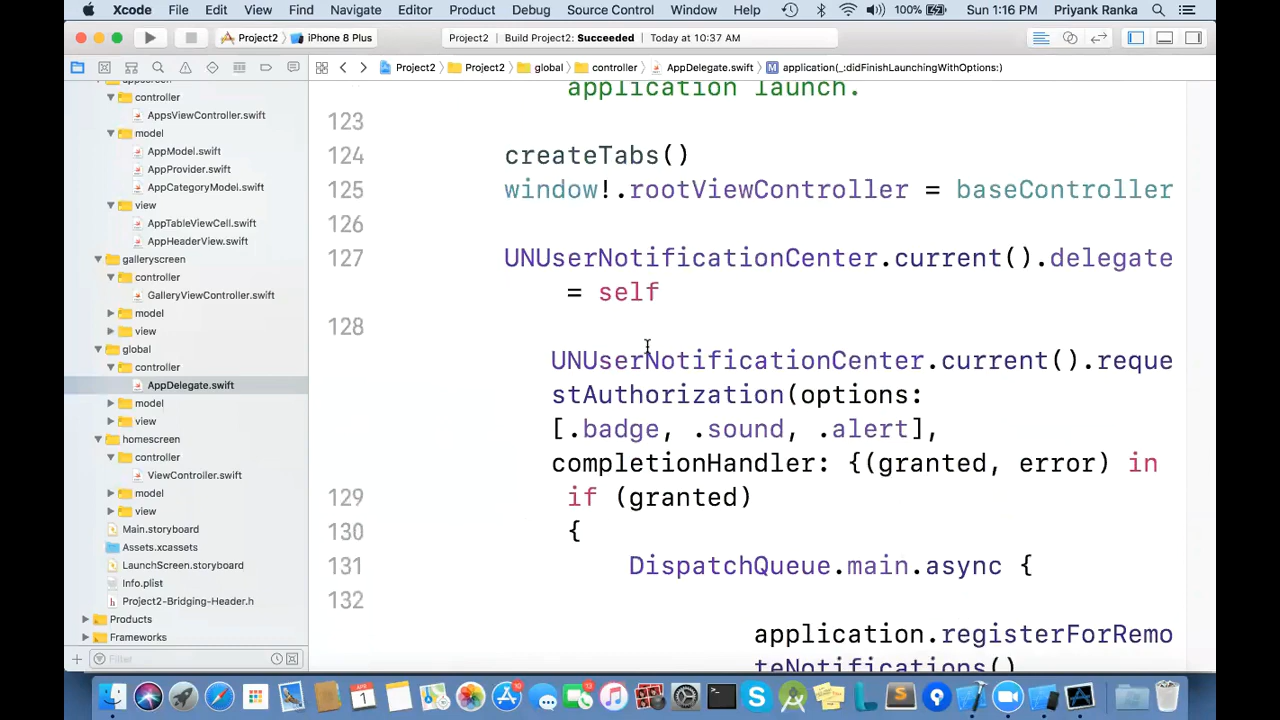 Xcode File Edit View Find Navigate Editor Product Debug Source Control Window Help 100% Sun 1:16 PM Priyank Ranka
Project2 iPhone 8 Plus Project2 Build Project2: Succeeded Today at 10:37 AM
Project2 Project2 global controller AppDelegate.swift M application(_:didFinishLaunchingWithOptions:)
controller
AppsViewController.swift
model
AppModel.swift
AppProvider.swift
AppCategoryModel.swift
view
AppTableViewCell.swift
AppHeaderView.swift
galleryscreen
controller
GalleryViewController.swift
model
view
global
controller
AppDelegate.swift
model
view
homescreen
controller
ViewController.swift
model
view
Main.storyboard
Assets.xcassets
LaunchScreen.storyboard
Info.plist
Project2-Bridging-Header.h
Products
Frameworks
Filter
application launch.
123
124 createTabs()
125 window!.rootViewController = baseController
126
127 UNUserNotificationCenter.current().delegate
= self
128
UNUserNotificationCenter.current().reque
stAuthorization(options:
[.badge, .sound, .alert],
completionHandler: {(granted, error) in
129 if (granted)
130 {
131 DispatchQueue.main.async {
132
application.registerForRemo
teNotifications()